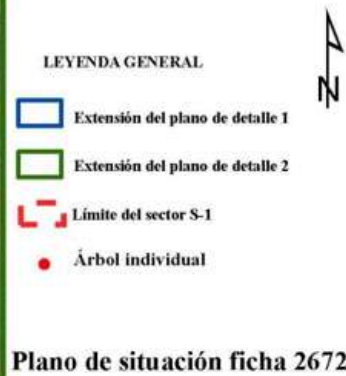 LEYENDA GENERAL
N
Extensión del plano de detalle 1
Extensión del plano de detalle 2
Límite del sector S-1
Árbol individual
Plano de situación ficha 2672